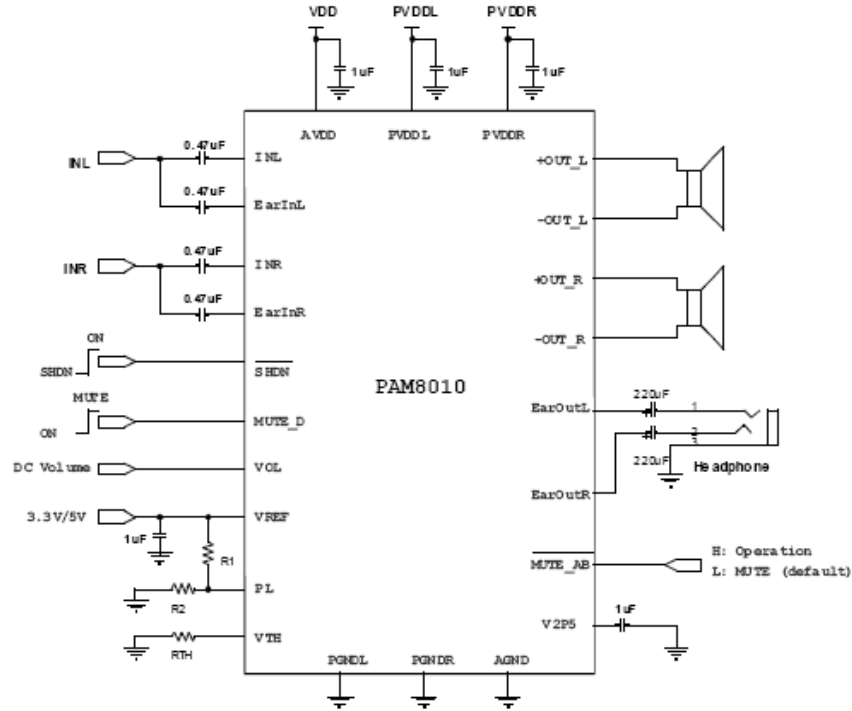 VDD PVDDL PVDDR
1uF 1uF 1uF
AVDD PVDDL PVDDR
0.47uF
INL INL +OUT_L
0.47uF
EarInL -OUT_L
0.47uF
INR INR +OUT_R
0.47uF
EarInR -OUT_R
ON
SHDN SHDN
PAM8010
MUTE
ON MUTE_D
220uF
EarOutL 1
2
3
220uF Headphone
DC Volume VOL
EarOutR
3.3V/5V VREF
1uF
R1
MUTE_AB H: Operation
L: MUTE (default)
PL
R2
1uF
V2P5
VTH
RTH
PGNDL PGNDR AGND